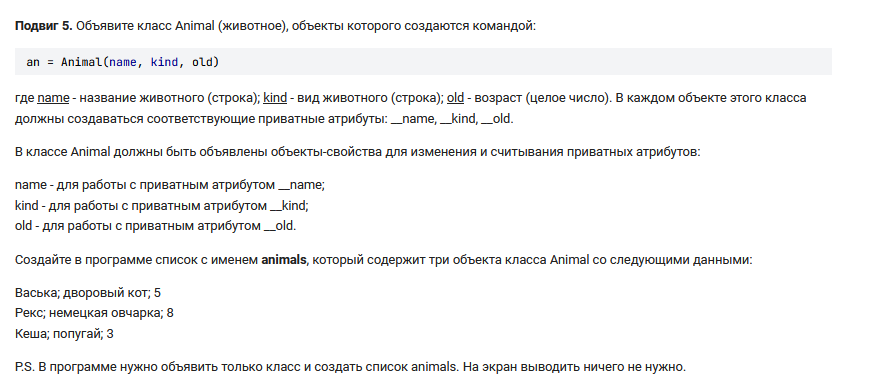 Подвиг 5. Объявите класс Animal (животное), объекты которого создаются командой:
an = Animal(name, kind, old)
где name - название животного (строка); kind - вид животного (строка); old - возраст (целое число). В каждом объекте этого класса
должны создаваться соответствующие приватные атрибуты: __name, __kind, __old.
В классе Animal должны быть объявлены объекты-свойства для изменения и считывания приватных атрибутов:
name - для работы с приватным атрибутом __name;
kind - для работы с приватным атрибутом __kind;
old - для работы с приватным атрибутом __old.
Создайте в программе список с именем animals, который содержит три объекта класса Animal со следующими данными:
Васька; дворовый кот; 5
Рекс; немецкая овчарка; 8
Кеша; попугай; 3
P.S. В программе нужно объявить только класс и создать список animals. На экран выводить ничего не нужно.